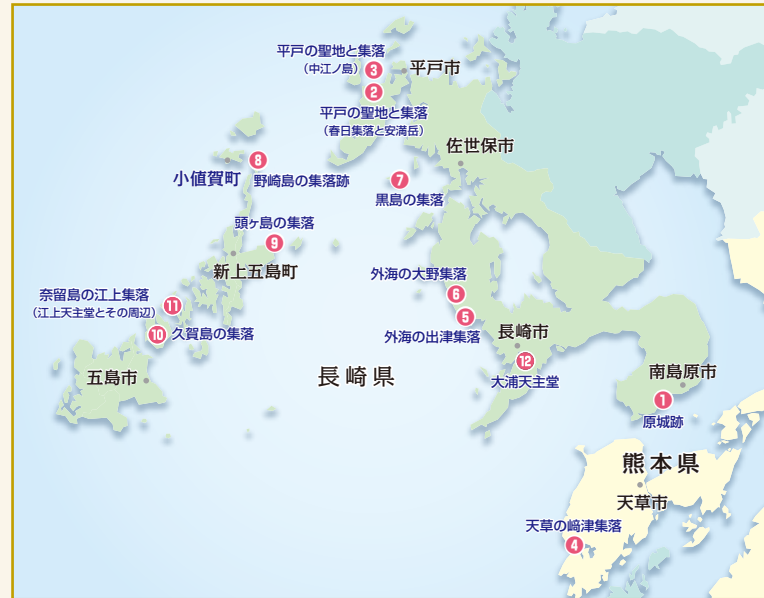 平戸の聖地と集落
（中江ノ島）
3
平戸市
2
平戸の聖地と集落
（春日集落と安満岳）
佐世保市
8
小値賀町
野崎島の集落跡
7
黒島の集落
頭ヶ島の集落
9
新上五島町
外海の大野集落
6
奈留島の江上集落
（江上天主堂とその周辺）
11
5
外海の出津集落
10
久賀島の集落
長崎市
12
大浦天主堂
五島市
長崎県
南島原市
1
原城跡
熊本県
天草市
天草の﨑津集落
4